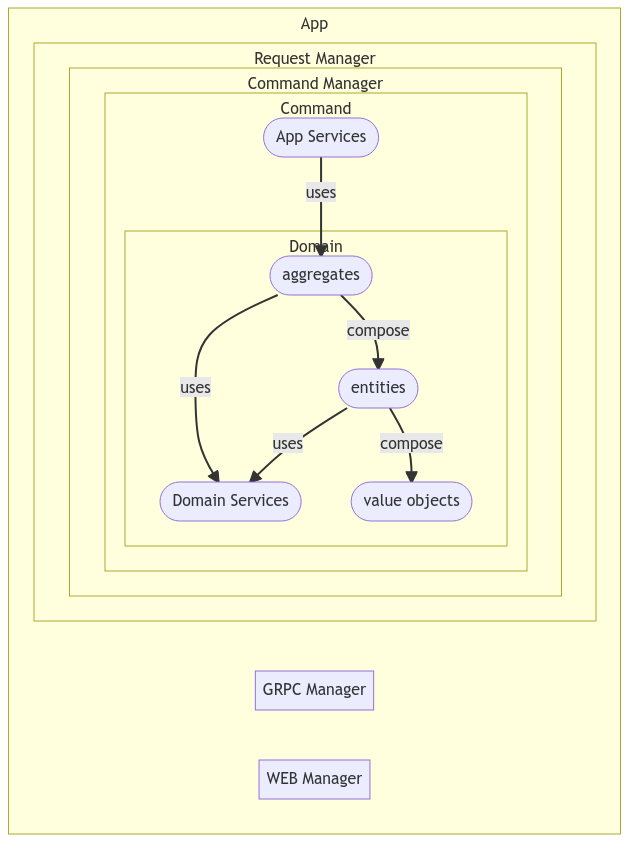 App
Request Manager
Command Manager
Command
App Services
uses
Domain
aggregates
compose
uses
entities
uses
compose
Domain Services
value objects
GRPC Manager
WEB Manager